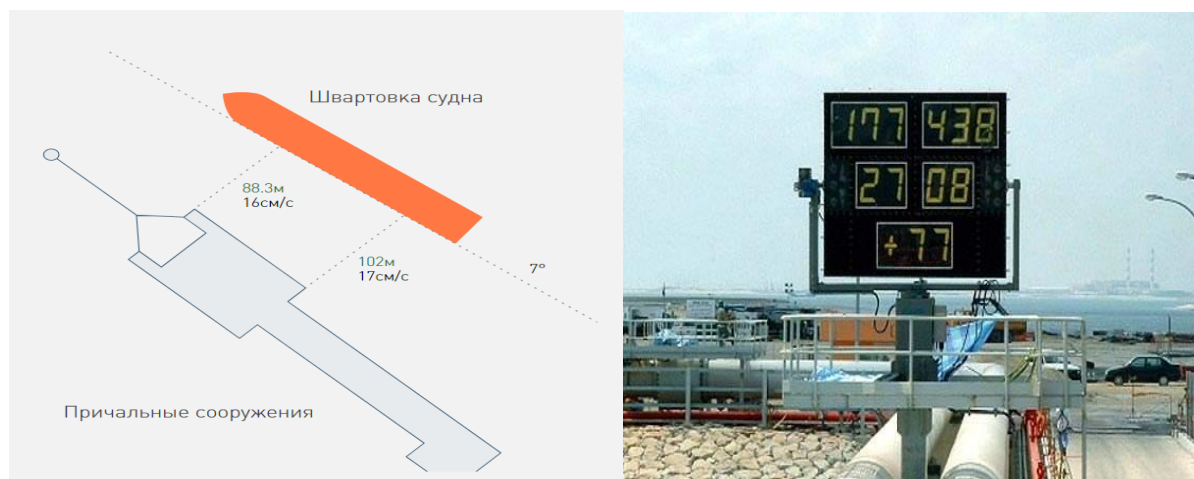 Швартовка судна
88.3м
16см/с
102м
17см/с
7°
Причальные сооружения
177 438
27 08
+77